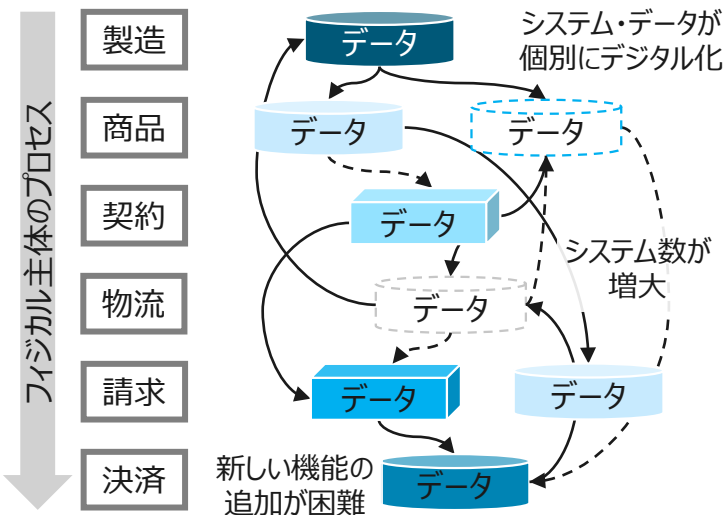 フィジカル主体のプロセス
製造
商品
契約
物流
請求
決済
データ
システム・データが
個別にデジタル化
データ
データ
データ
システム数が
増大
データ
データ
データ
新しい機能の
追加が困難
データ